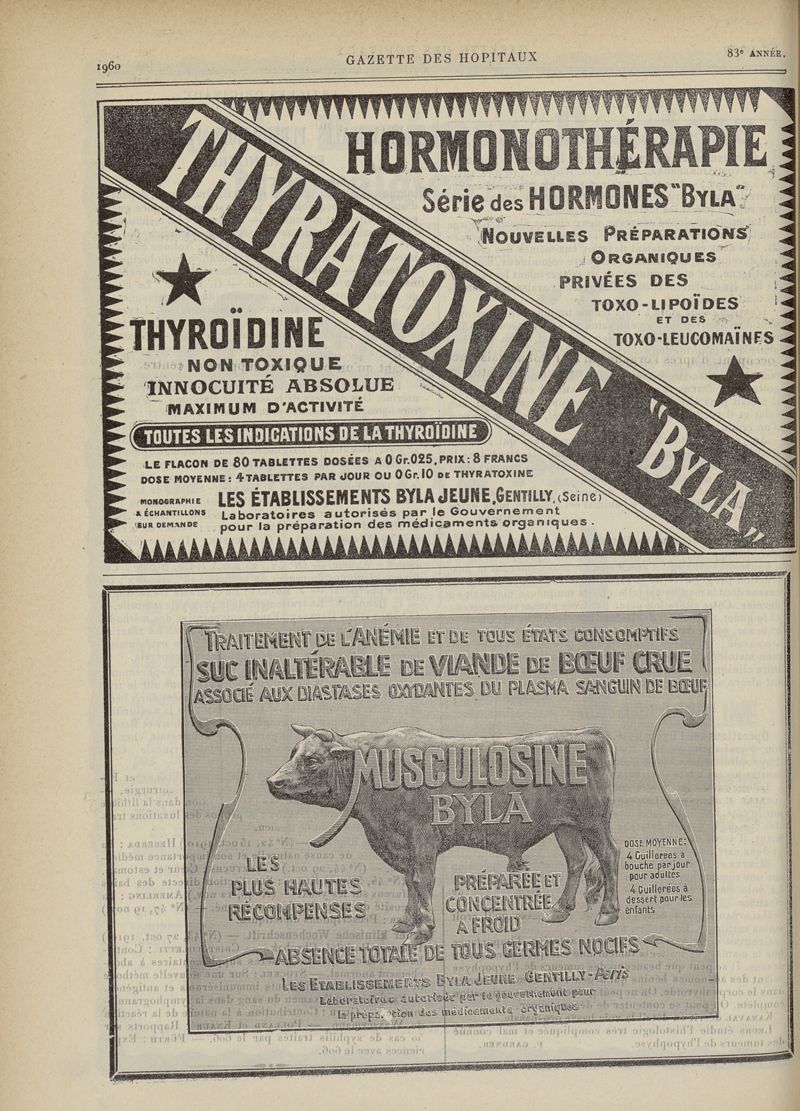 1960
GAZETTE DES HOPITAUX
83e ANNÉE.
THYRATOXINE "BYLA"
HORMONOTHÉRAPIE
Série des HORMONES "BYLA"
NOUVELLES PRÉPARATIONS
ORGANIQUES
PRIVÉES DES
TOXO-LIPOÏDES
ET DES
TOXO-LEUCOMAÏNES
THYROÏDINE
NON TOXIQUE
INNOCUITÉ ABSOLUE
MAXIMUM D'ACTIVITÉ
TOUTES LES INDICATIONS DE LA THYROÏDINE
LE FLACON DE 80 TABLETTES DOSÉES A 0 Gr.025. PRIX: 8 FRANCS
DOSE MOYENNE: 4 TABLETTES PAR JOUR OU 0 Gr.10 DE THYRATOXINE
MONOGRAPHIE
& ÉCHANTILLONS
SUR DEMANDE
LES ÉTABLISSEMENTS BYLA JEUNE, GENTILLY, (Seine)
Laboratoires autorisés par le Gouvernement
pour la préparation des médicaments organiques.
TRAITEMENT DE L'ANÉMIE ET DE TOUS ÉTATS CONSOMPTIFS
SUC INALTÉRABLE DE VIANDE DE BŒUF CRUE
ASSOCIÉ AUX DIASTASES OXYDANTES DU PLASMA SANGUIN DE BŒUF
MUSCULOSINE
BYLA
LES
PLUS HAUTES
RÉCOMPENSES
PRÉPARÉE ET
CONCENTRÉE
A FROID
DOSE MOYENNE:
4 Cuillerées à
bouche par jour
pour adultes
4 Cuillerées à
dessert pour les
enfants
ABSENCE TOTALE DE TOUS GERMES NOCIFS
LES ÉTABLISSEMENTS BYLA JEUNE GENTILLY-Paris
Laboratoires autorisés par le gouvernement pour
la préparation des médicaments organiques